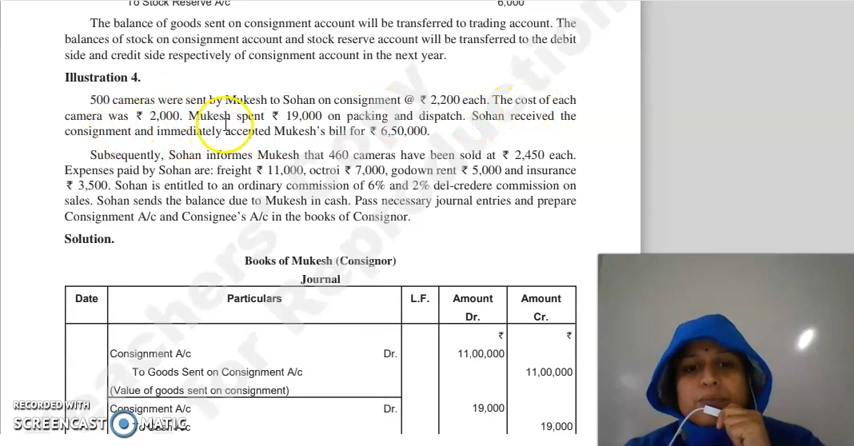 To Stock Reserve A/c 6,000
The balance of goods sent on consignment account will be transferred to trading account. The
balances of stock on consignment account and stock reserve account will be transferred to the debit
side and credit side respectively of consignment account in the next year.
Illustration 4.
500 cameras were sent by Mukesh to Sohan on consignment @ ₹ 2,200 each. The cost of each
camera was ₹ 2,000. Mukesh spent ₹ 19,000 on packing and dispatch. Sohan received the
consignment and immediately accepted Mukesh's bill for ₹ 6,50,000.
Subsequently, Sohan informes Mukesh that 460 cameras have been sold at ₹ 2,450 each.
Expenses paid by Sohan are: freight ₹ 11,000, octroi ₹ 7,000, godown rent ₹ 5,000 and insurance
₹ 3,500. Sohan is entitled to an ordinary commission of 6% and 2% del-credere commission on
sales. Sohan sends the balance due to Mukesh in cash. Pass necessary journal entries and prepare
Consignment A/c and Consignee's A/c in the books of Consignor.
Solution.
Books of Mukesh (Consignor)
Journal
Date Particulars L.F. Amount Amount
Dr. Cr.
₹ ₹
Consignment A/c Dr. 11,00,000
To Goods Sent on Consignment A/c 11,00,000
(Value of goods sent on consignment)
Consignment A/c Dr. 19,000
To Cash A/c 19,000
RECORDED WITH
SCREENCAST MATIC